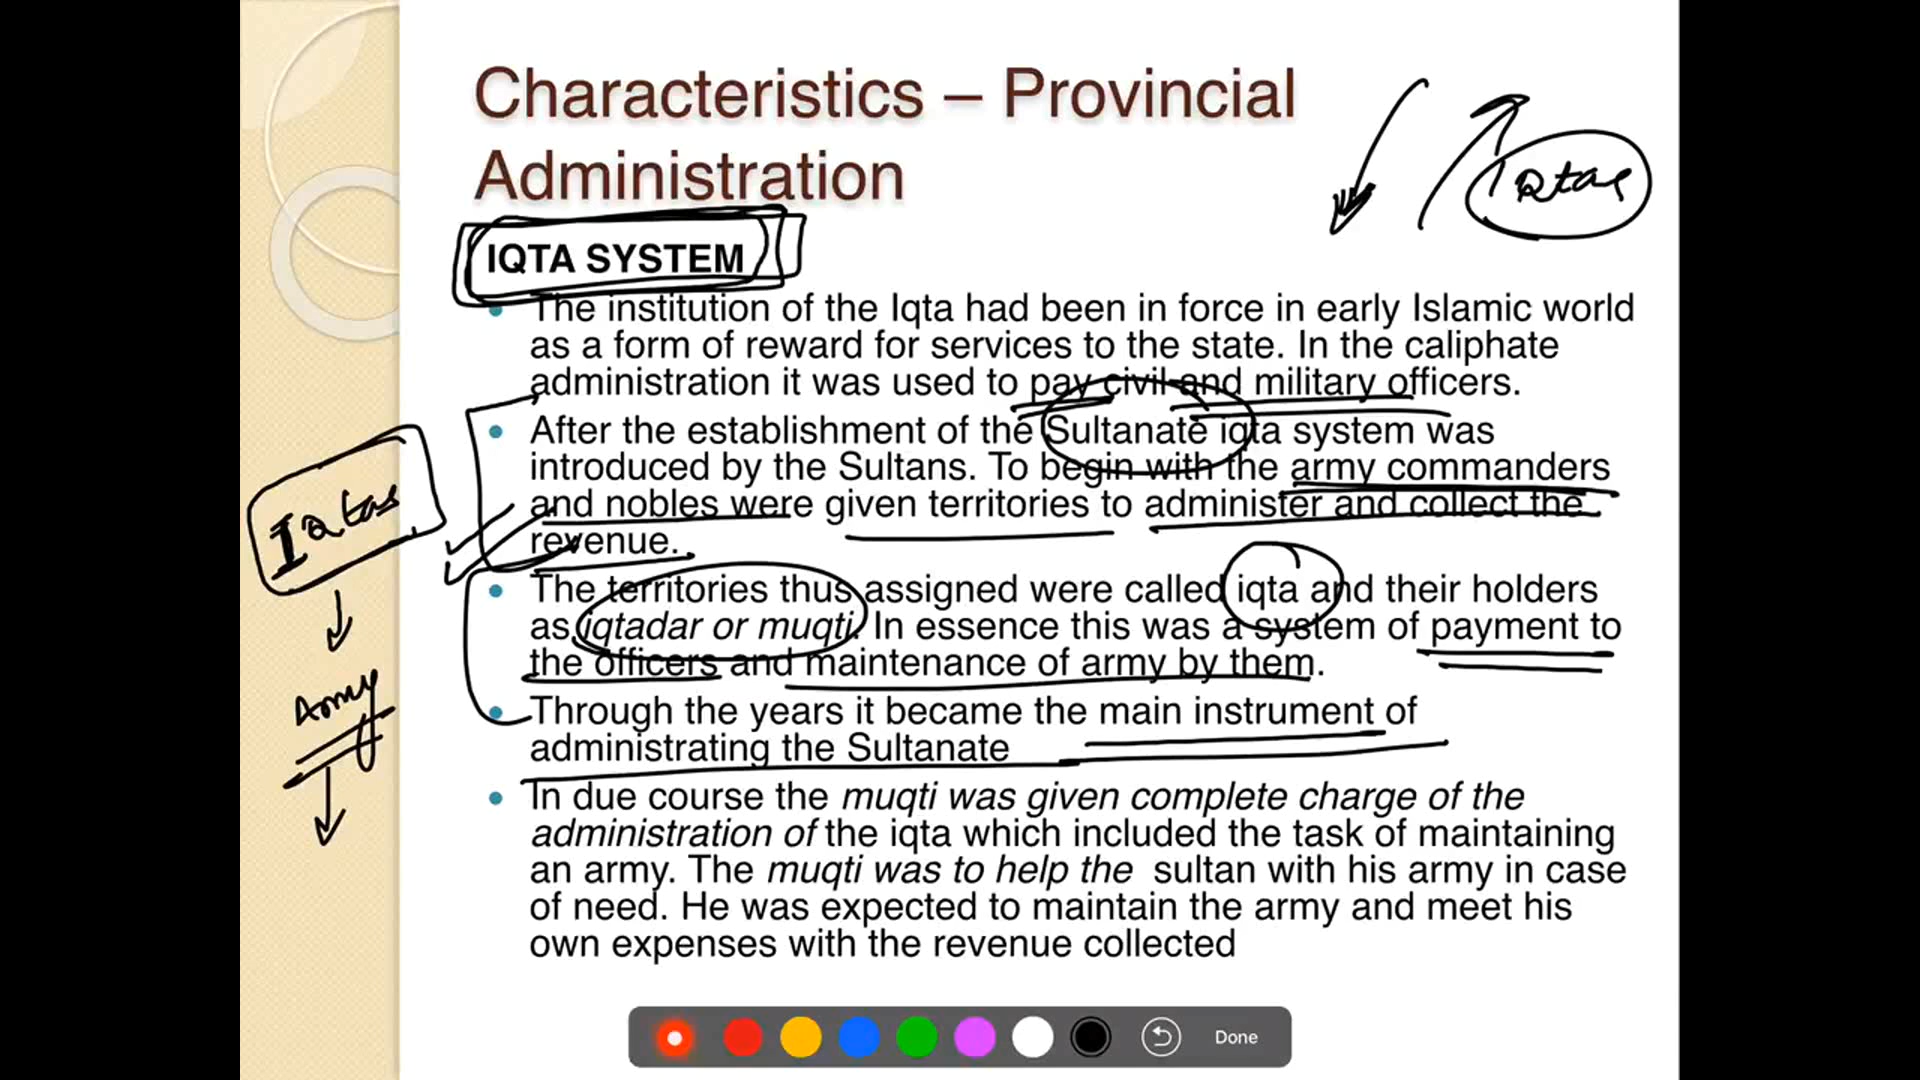 Characteristics – Provincial
Administration
Iqtas
IQTA SYSTEM
The institution of the Iqta had been in force in early Islamic world
as a form of reward for services to the state. In the caliphate
administration it was used to pay civil and military officers.
After the establishment of the Sultanate iqta system was
introduced by the Sultans. To begin with the army commanders
and nobles were given territories to administer and collect the
revenue.
The territories thus assigned were called iqta and their holders
as iqtadar or muqti. In essence this was a system of payment to
the officers and maintenance of army by them.
Through the years it became the main instrument of
administrating the Sultanate
In due course the muqti was given complete charge of the
administration of the iqta which included the task of maintaining
an army. The muqti was to help the sultan with his army in case
of need. He was expected to maintain the army and meet his
own expenses with the revenue collected
Iqtas
Army
Done